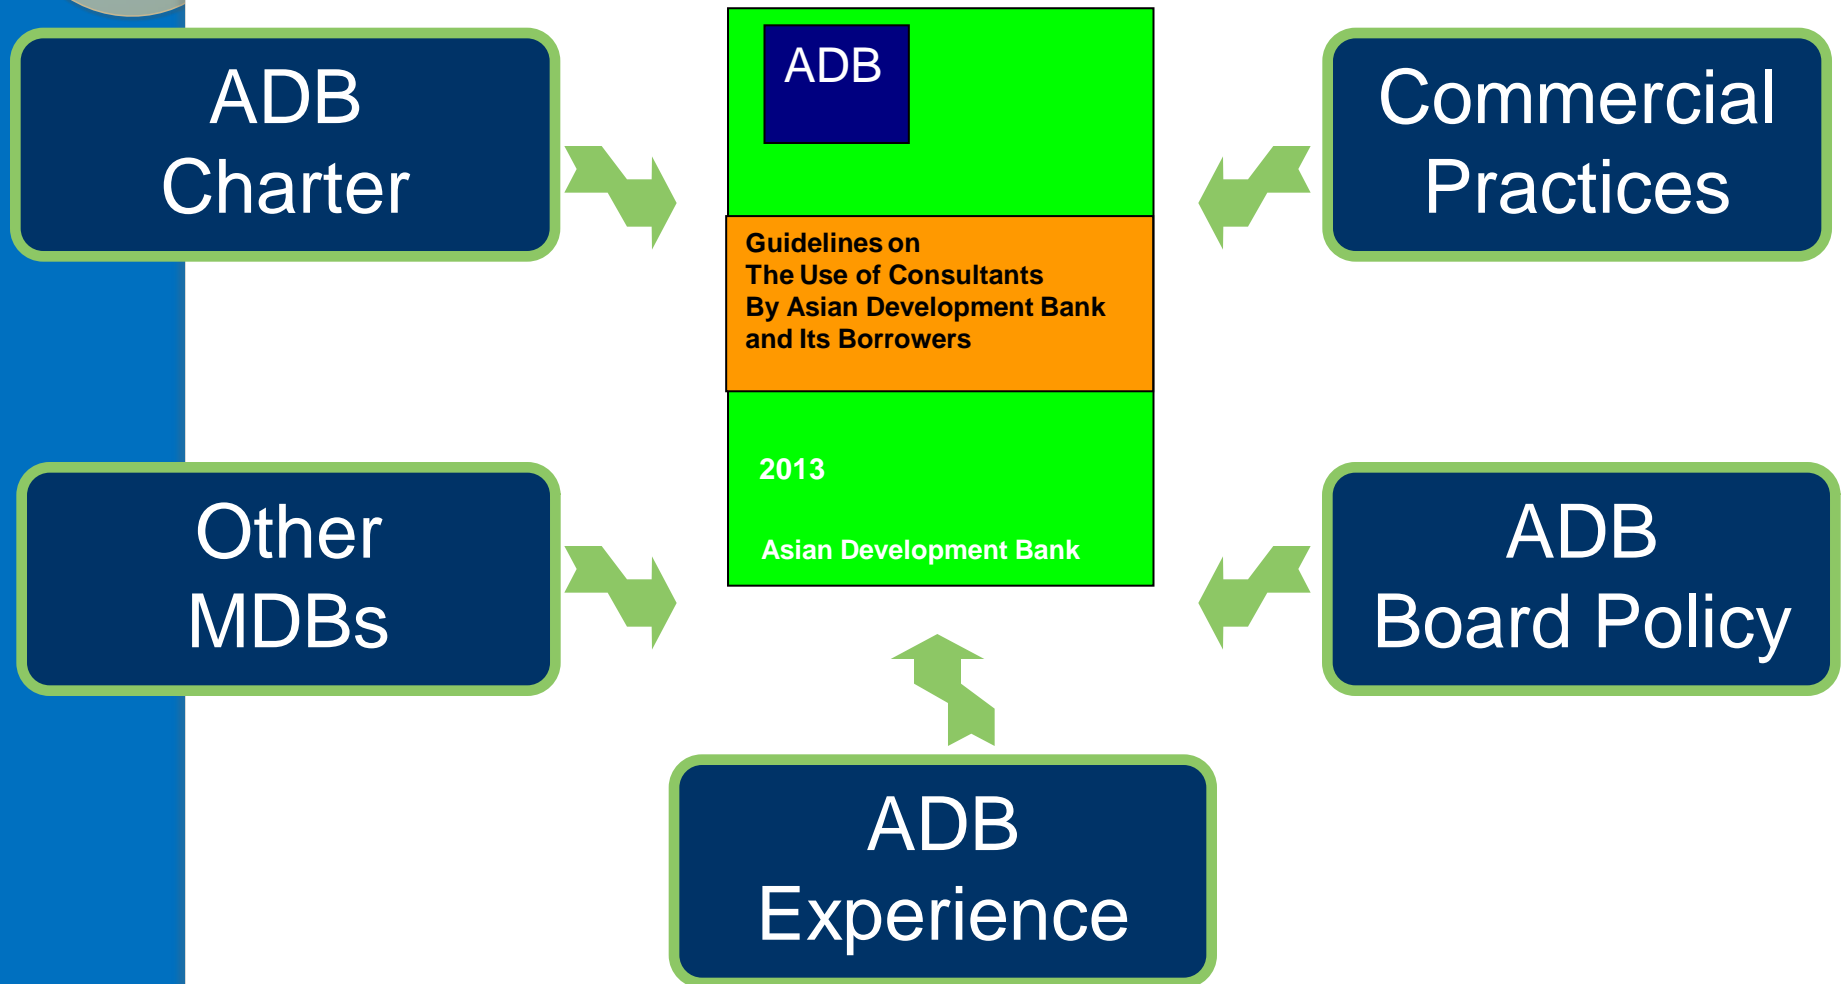 ADB
Charter
ADB
Guidelines on
The Use of Consultants
By Asian Development Bank
and Its Borrowers
2013
Asian Development Bank
Commercial
Practices
Other
MDBs
ADB
Board Policy
ADB
Experience